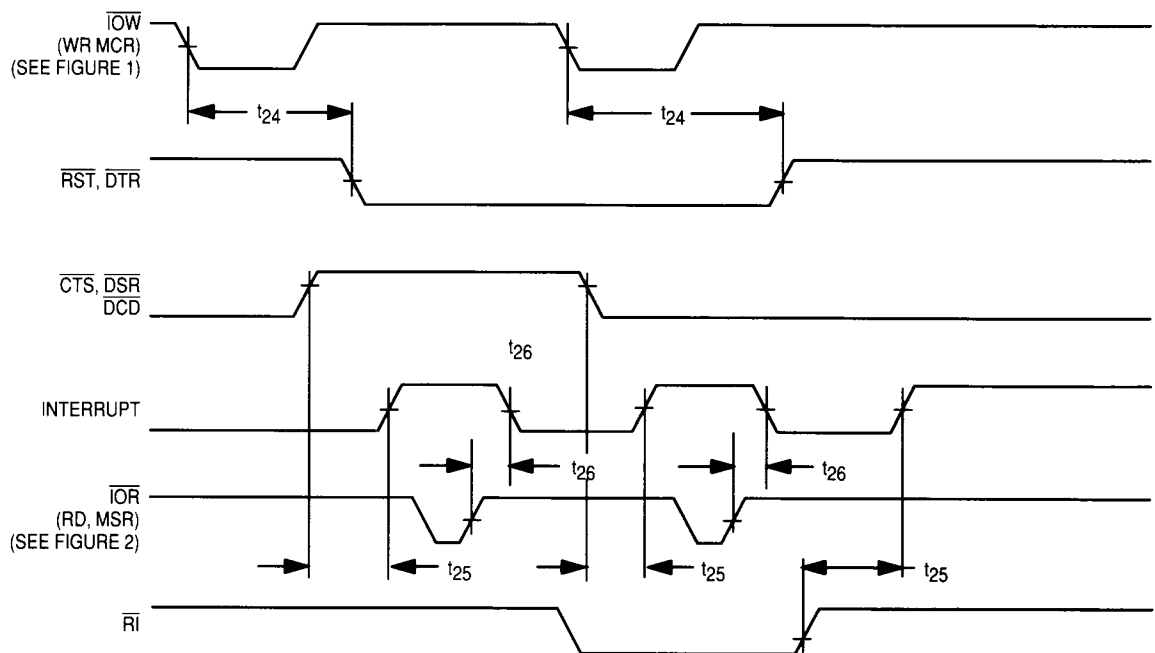 IOW
(WR MCR)
(SEE FIGURE 1)
t24 t24
RST, DTR
CTS, DSR
DCD
t26
INTERRUPT
t26 t26
IOR
(RD, MSR)
(SEE FIGURE 2)
t25 t25 t25
RI